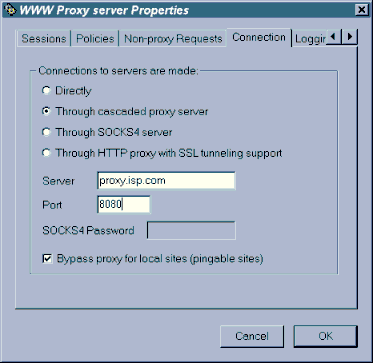 WWW Proxy server Properties
Sessions Policies Non-proxy Requests Connection Loggin
Connections to servers are made:
Directly
Through cascaded proxy server
Through SOCKS4 server
Through HTTP proxy with SSL tunneling support
Server proxy.isp.com
Port 8080
SOCKS4 Password
Bypass proxy for local sites (pingable sites)
Cancel OK